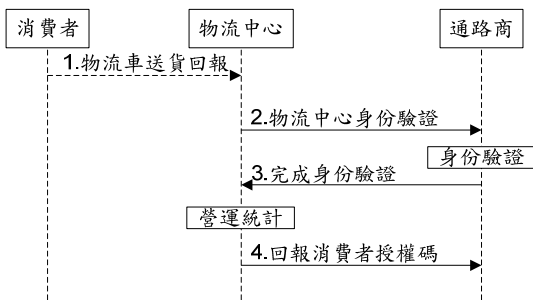 消費者
物流中心
通路商
1.物流車送貨回報
2.物流中心身份驗證
身份驗證
3.完成身份驗證
營運統計
4.回報消費者授權碼